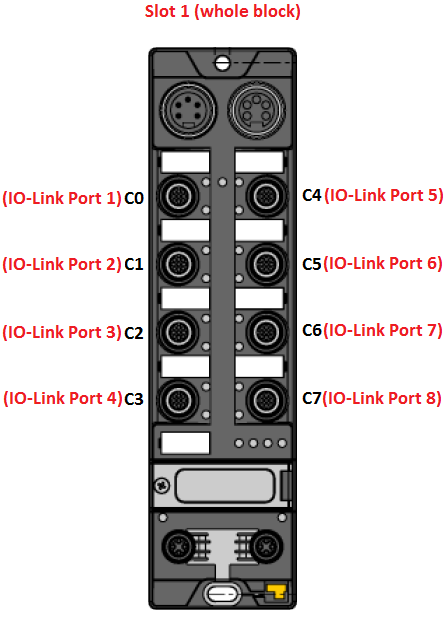 Slot 1 (whole block)
(IO-Link Port 1) C0
C4 (IO-Link Port 5)
(IO-Link Port 2) C1
C5 (IO-Link Port 6)
(IO-Link Port 3) C2
C6 (IO-Link Port 7)
(IO-Link Port 4) C3
C7 (IO-Link Port 8)